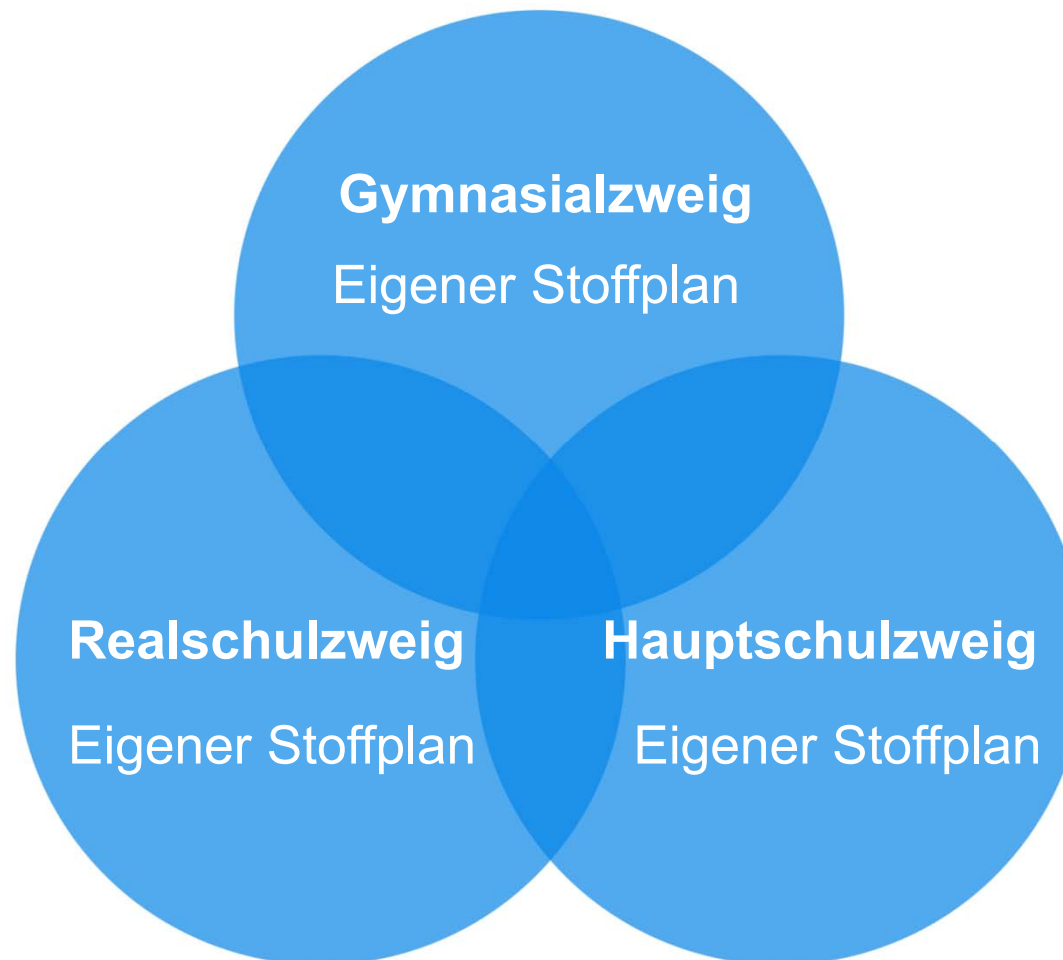 Gymnasialzweig
Eigener Stoffplan
Realschulzweig
Eigener Stoffplan
Hauptschulzweig
Eigener Stoffplan